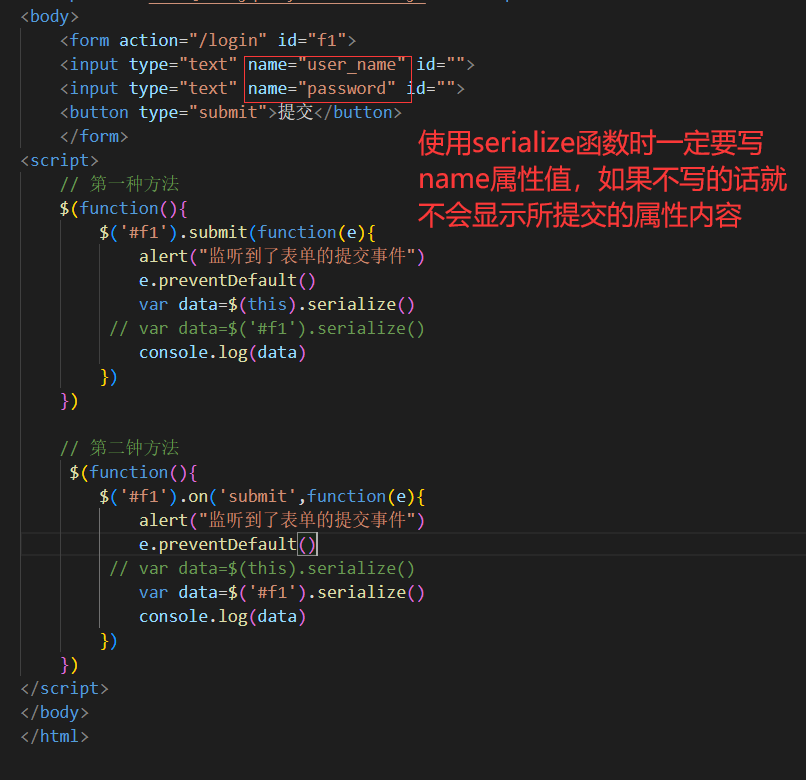 <body>
<form action="/login" id="f1">
<input type="text" name="user_name" id="">
<input type="text" name="password" id="">
<button type="submit">提交</button>
</form>
<script>
// 第一种方法
$(function(){
$('#f1').submit(function(e){
alert("监听到了表单的提交事件")
e.preventDefault()
var data=$(this).serialize()
// var data=$('#f1').serialize()
console.log(data)
})
})
使用serialize函数时一定要写
name属性值，如果不写的话就
不会显示所提交的属性内容
// 第二钟方法
$(function(){
$('#f1').on('submit',function(e){
alert("监听到了表单的提交事件")
e.preventDefault()
// var data=$(this).serialize()
var data=$('#f1').serialize()
console.log(data)
})
})
</script>
</body>
</html>